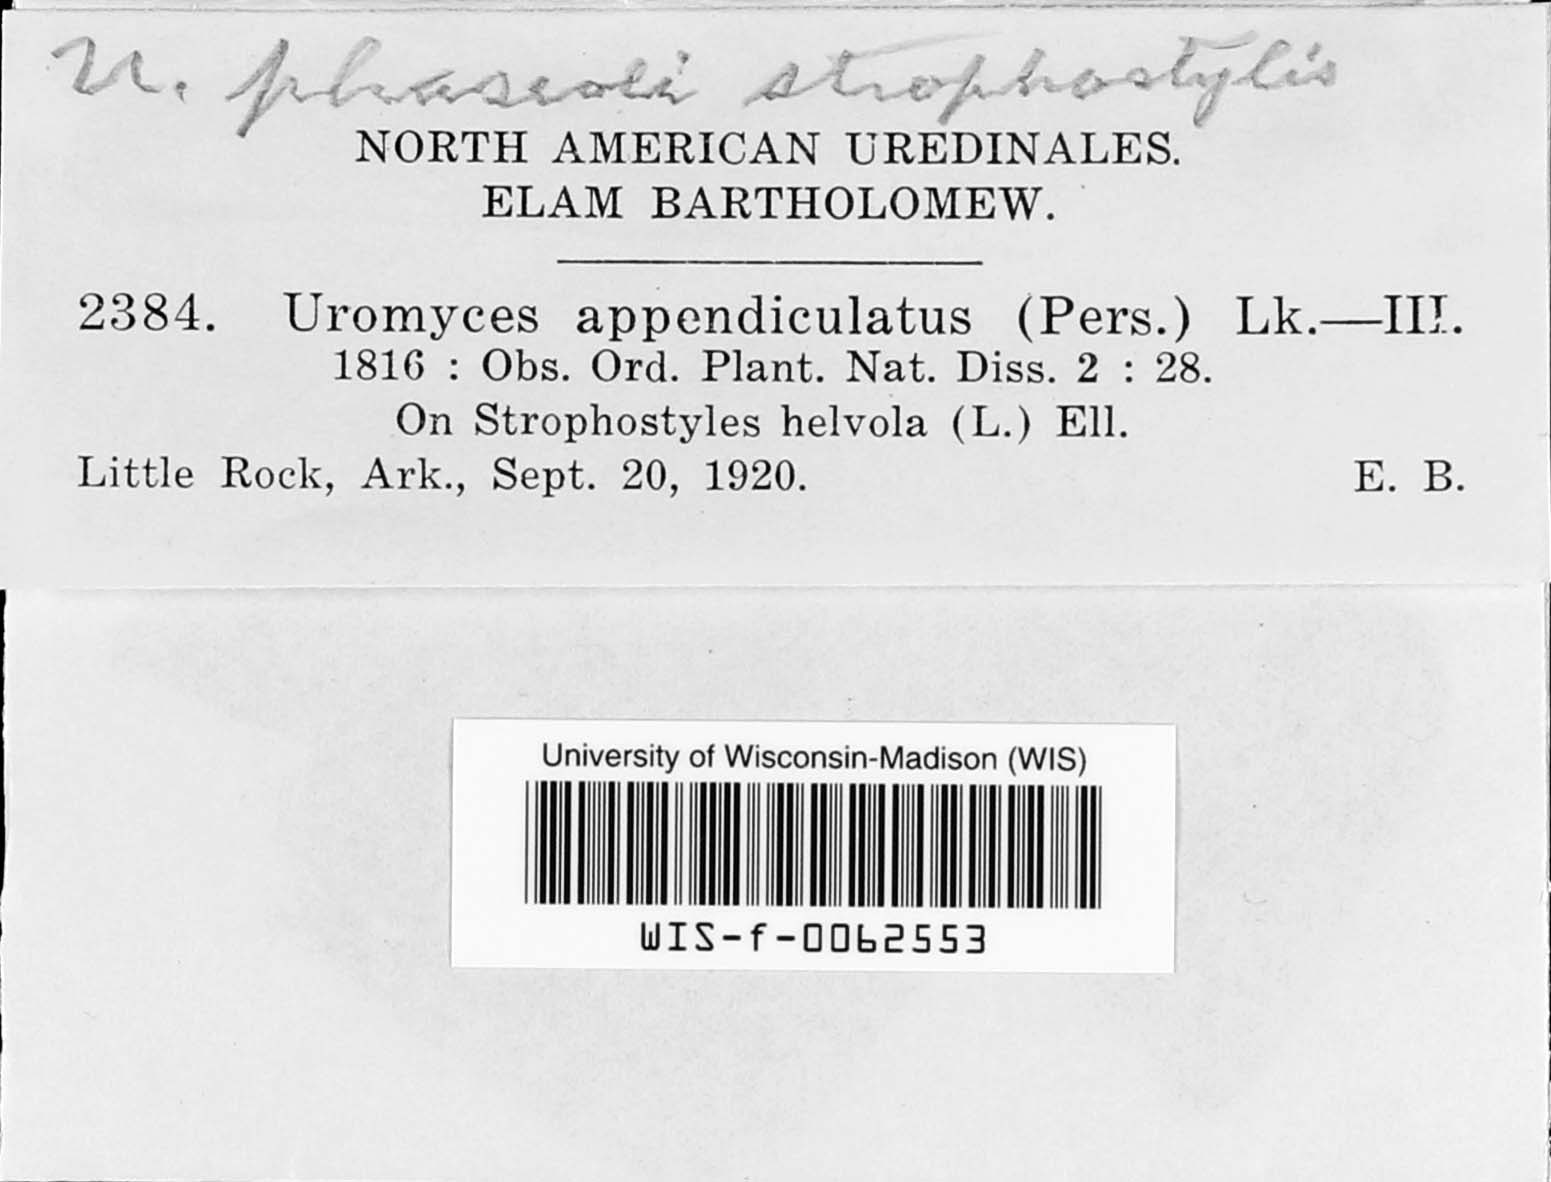 U. phaseoli strophostylis
NORTH AMERICAN UREDINALES.
ELAM BARTHOLOMEW.
2384. Uromyces appendiculatus (Pers.) Lk.—III.
1816 : Obs. Ord. Plant. Nat. Diss. 2 : 28.
On Strophostyles helvola (L.) Ell.
Little Rock, Ark., Sept. 20, 1920. E. B.
University of Wisconsin-Madison (WIS)
WIS-f-0062553